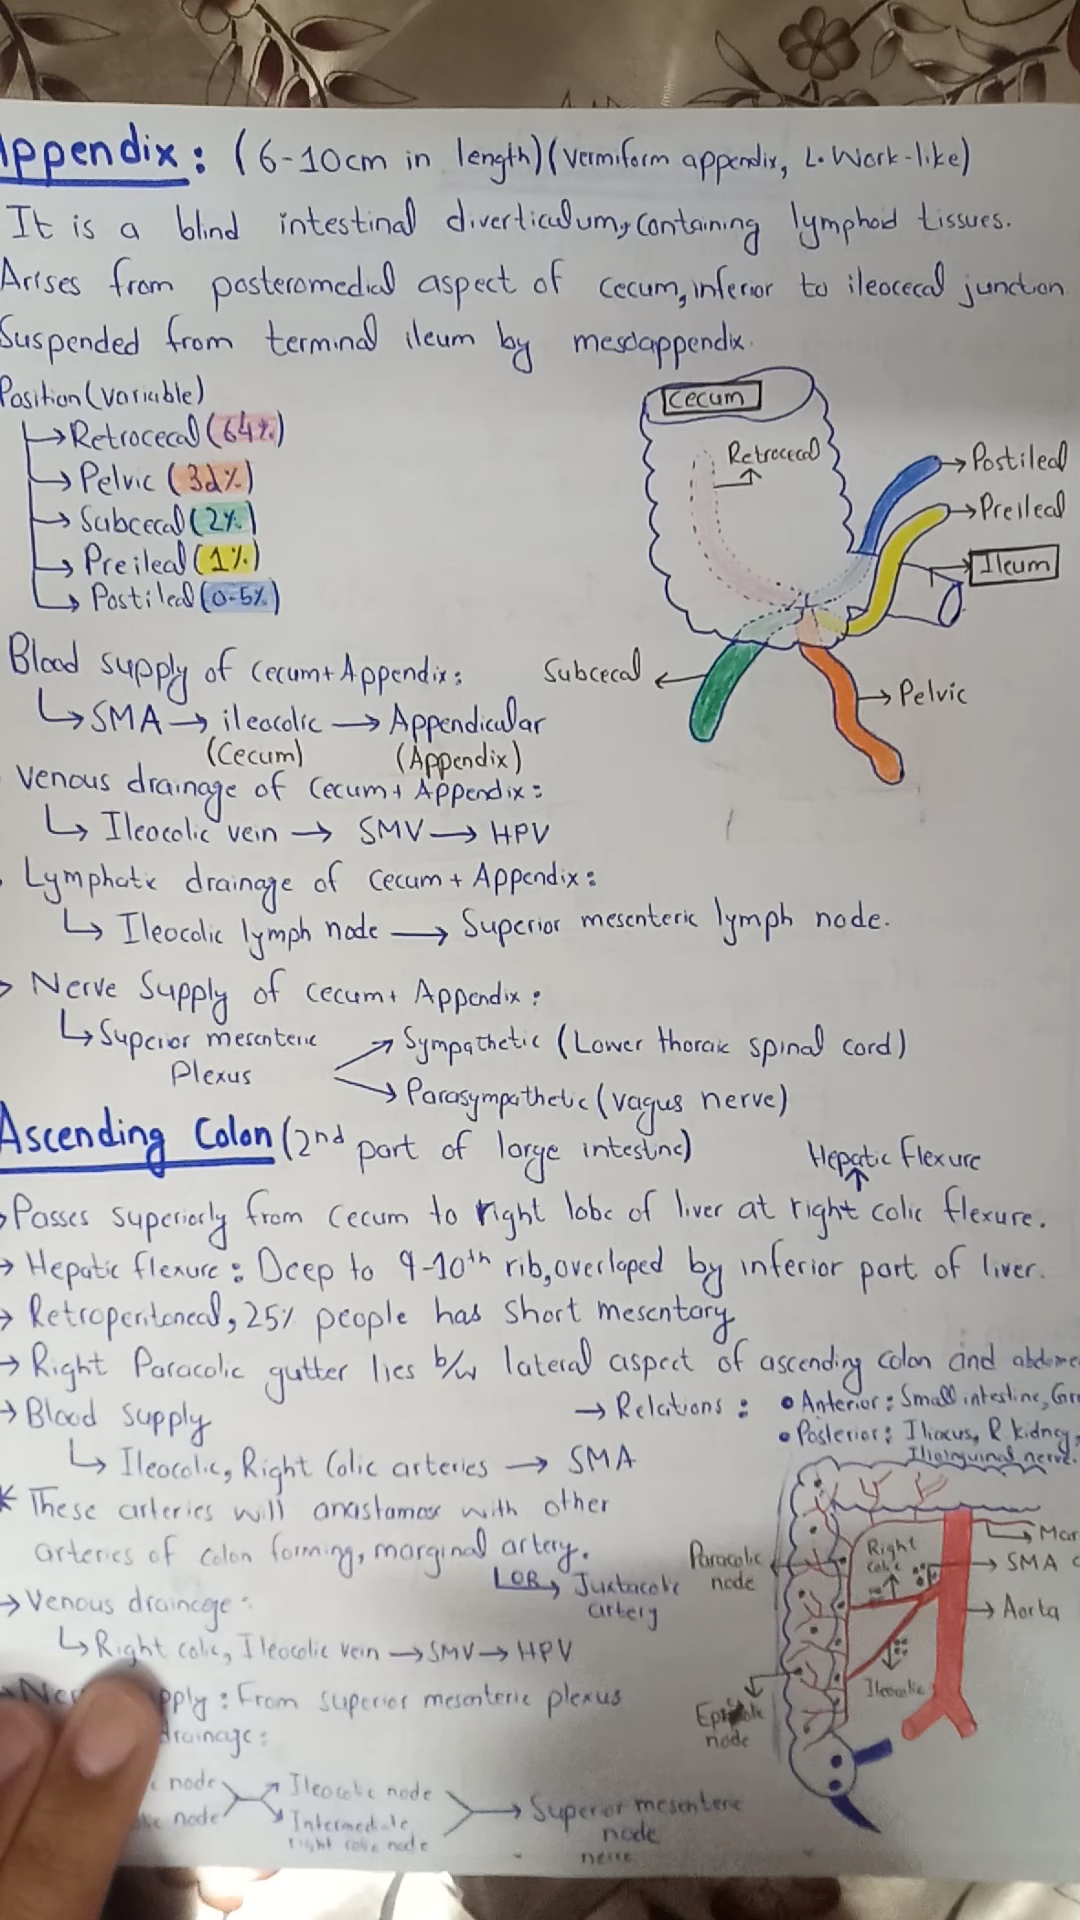 Appendix: (6-10cm in length)(vermiform appendix, L. Work-like)
It is a blind intestinal diverticulum, containing lymphoid tissues.
Arises from posteromedial aspect of cecum, inferior to ileocecal junction
Suspended from terminal ileum by mesoappendix.
Position (variable)
→ Retrocecal (64%)
→ Pelvic (32%)
→ Subcecal (2%)
→ Preileal (1%)
→ Postileal (0-5%)
Cecum
Retrocecal
→ Postileal
→ Preileal
→ Ileum
Subcecal ←
→ Pelvic
Blood supply of cecum + Appendix:
↳ SMA → ileocolic → Appendicular
(Cecum) (Appendix)
Venous drainage of cecum + Appendix:
↳ Ileocolic vein → SMV → HPV
Lymphatic drainage of cecum + Appendix:
↳ Ileocolic lymph node → Superior mesenteric lymph node.
> Nerve Supply of cecum + Appendix:
↳ Superior mesenteric Plexus
→ Sympathetic (Lower thoracic spinal cord)
→ Parasympathetic (vagus nerve)
Ascending Colon (2nd part of large intestine)
Hepatic flexure
↑
→ Passes superiorly from cecum to right lobe of liver at right colic flexure.
→ Hepatic flexure: Deep to 9-10th rib, overlaped by inferior part of liver.
→ Retroperitoneal, 25% people has short mesentary
→ Right Paracolic gutter lies b/w lateral aspect of ascending colon and
→ Blood supply
↳ Ileocolic, Right Colic arteries → SMA
→ Relations: • Anterior: Small intestine,
• Posterior: Iliacus, R kidney,
Ilioinguinal nerve.
* These arteries will anastamose with other
arteries of colon forming, marginal artery.
↳ OR → Juxtacolic
artery
→ Venous drainage:
↳ Right colic, Ileocolic vein → SMV → HPV
: From superior mesenteric plexus
drainage:
node
node
→ Ileocolic node
→ Intermediate
right colic node
→ Superior mesenteric
node
Paracolic
node
Right
colic
→ SMA
→ Aorta
Ileocolic
node